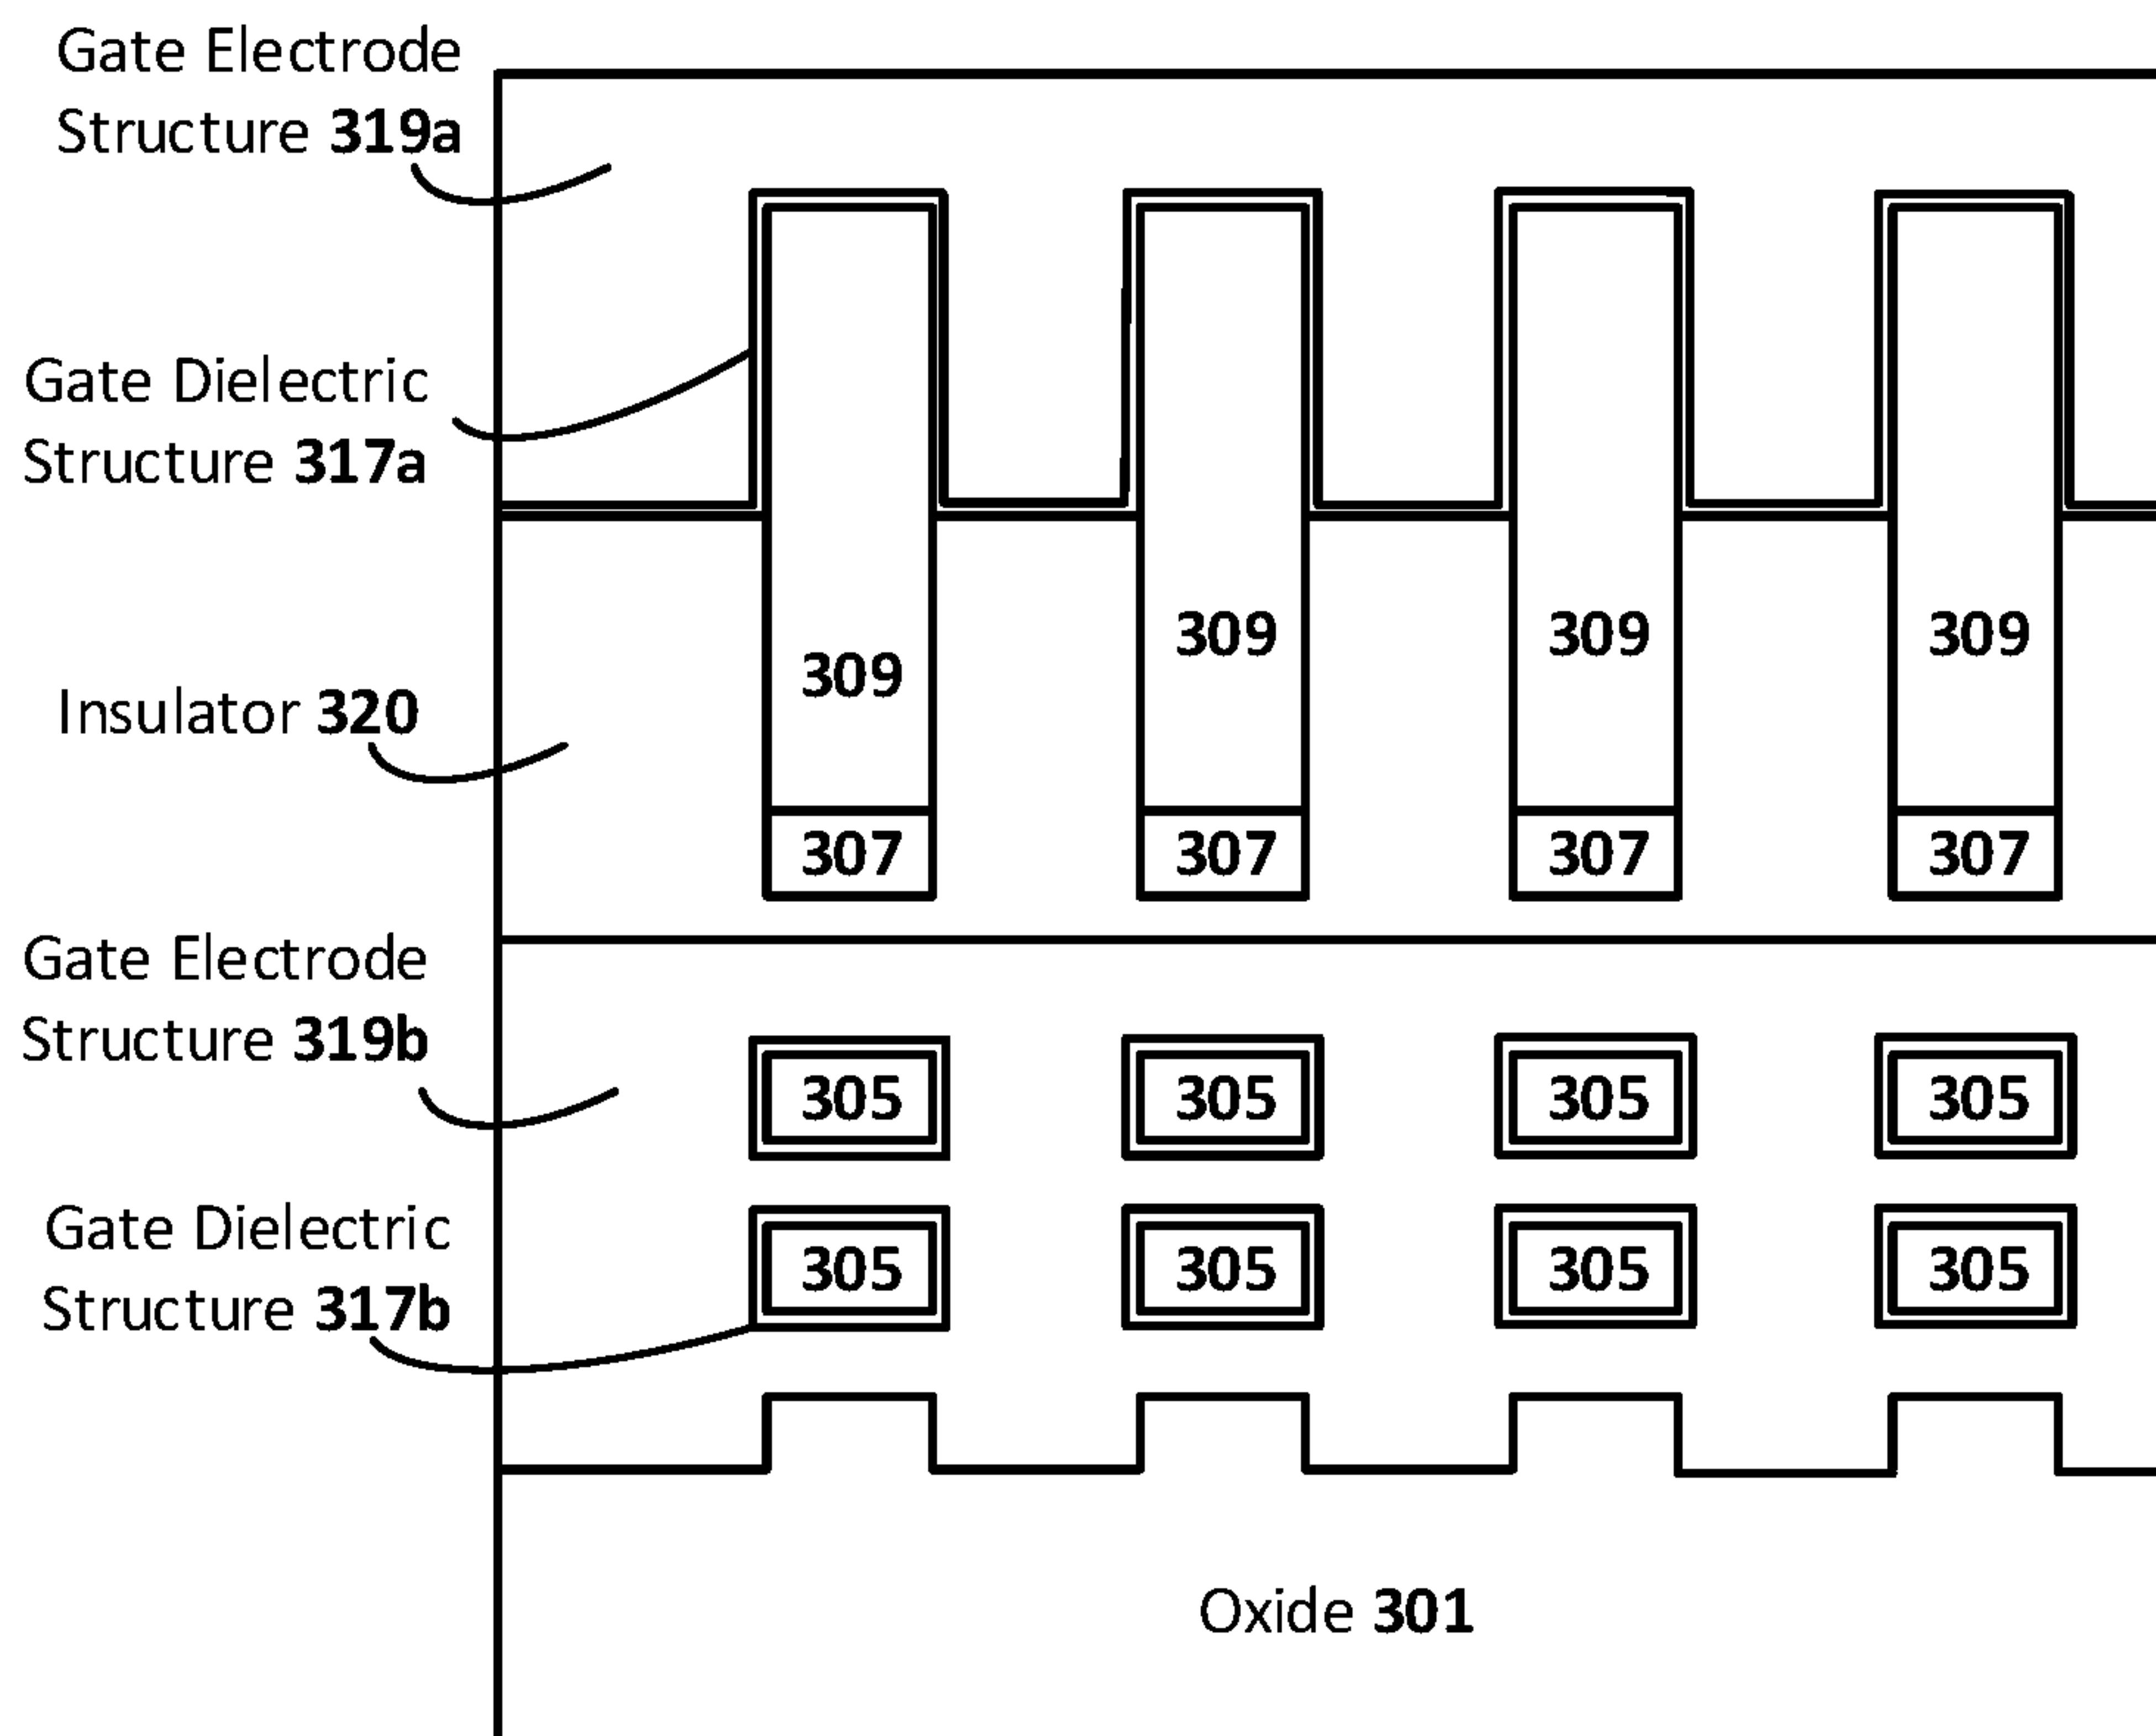 Gate Electrode
Structure 319a
Gate Dielectric
Structure 317a
309
309
309
309
Insulator 320
307
307
307
307
Gate Electrode
Structure 319b
305
305
305
305
Gate Dielectric
Structure 317b
305
305
305
305
Oxide 301